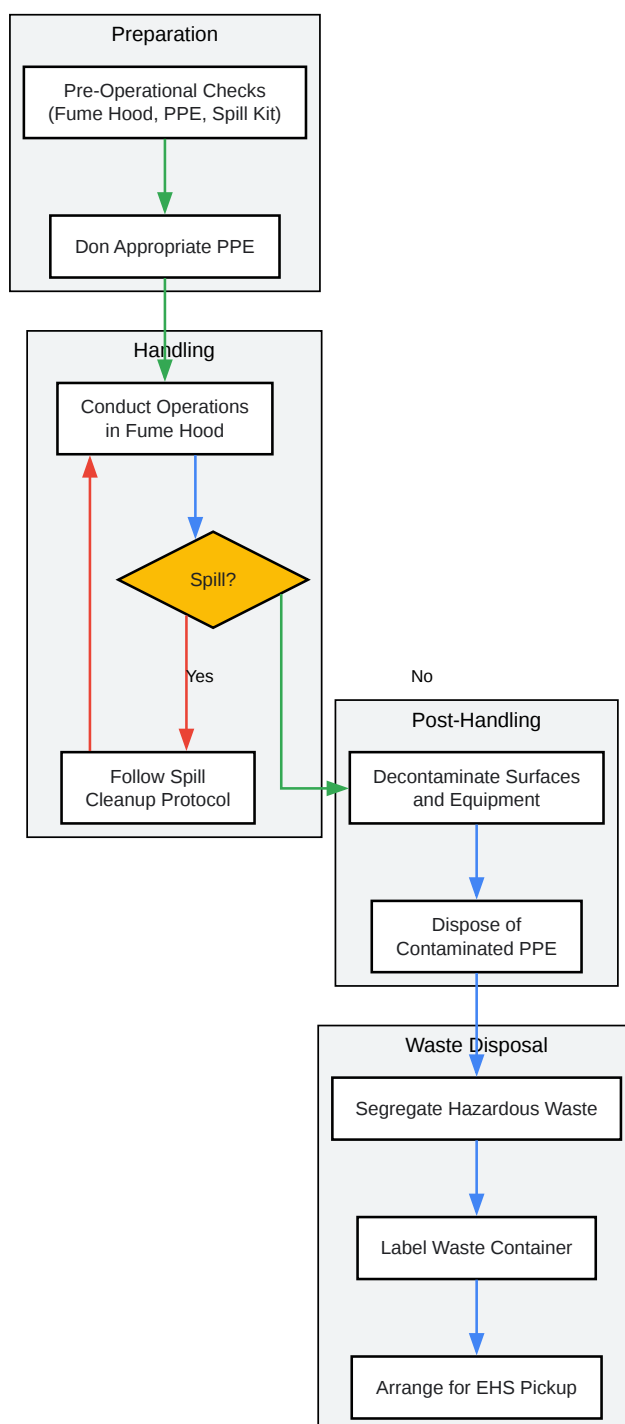 Preparation
Pre-Operational Checks
(Fume Hood, PPE, Spill Kit)
Don Appropriate PPE
Handling
Conduct Operations
in Fume Hood
Spill?
Yes
No
Follow Spill
Cleanup Protocol
Post-Handling
Decontaminate Surfaces
and Equipment
Dispose of
Contaminated PPE
Waste Disposal
Segregate Hazardous Waste
Label Waste Container
Arrange for EHS Pickup